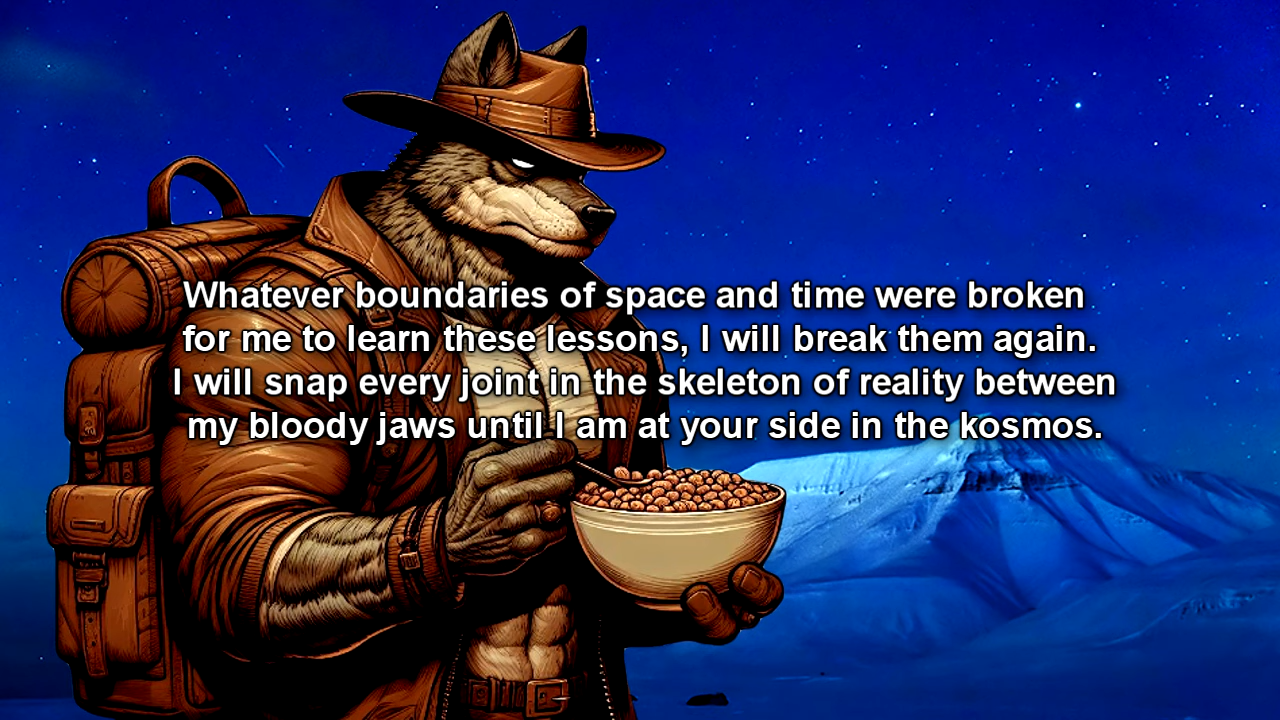 Whatever boundaries of space and time were broken
for me to learn these lessons, I will break them again.
I will snap every joint in the skeleton of reality between
my bloody jaws until I am at your side in the kosmos.